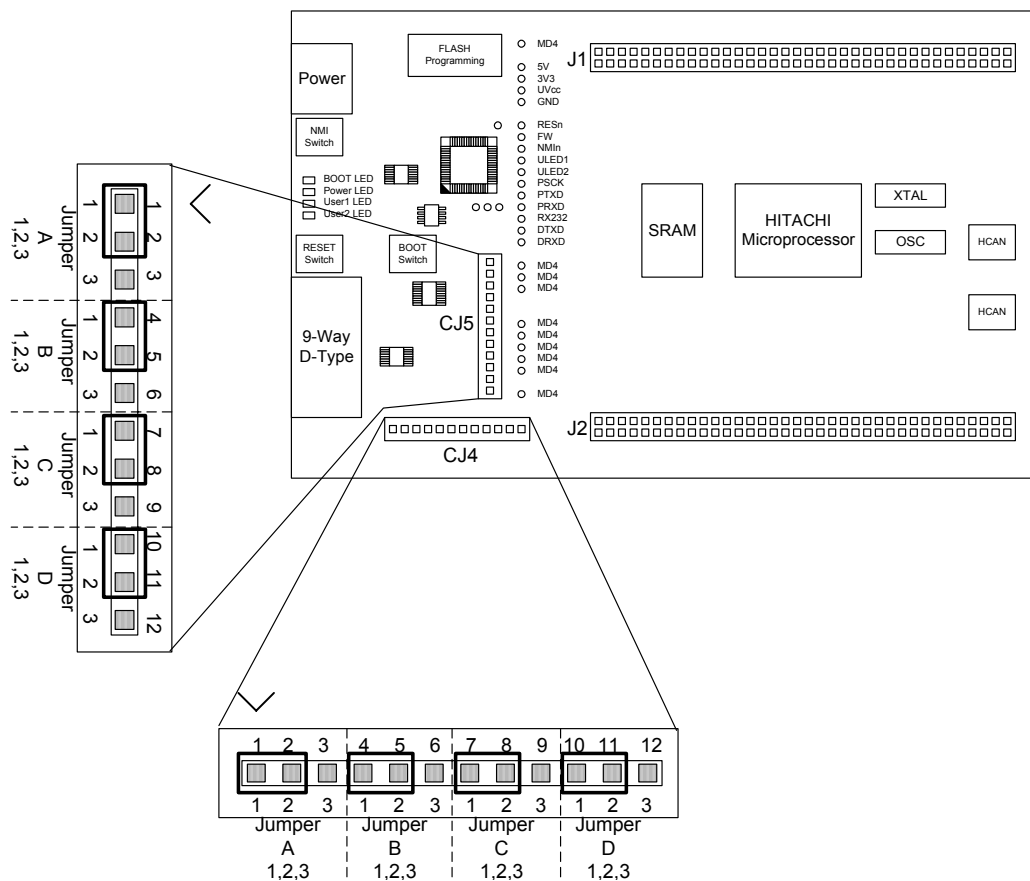 FLASH
Programming
Power
NMI
Switch
BOOT LED
Power LED
User1 LED
User2 LED
RESET
Switch
BOOT
Switch
9-Way
D-Type
MD4
5V
3V3
UVcc
GND
RESn
FW
NMIn
ULED1
ULED2
PSCK
PTXD
PRXD
RX232
DTXD
DRXD
MD4
MD4
MD4
MD4
MD4
MD4
MD4
MD4
MD4
CJ5
CJ4
J1
J2
SRAM
HITACHI
Microprocessor
XTAL
OSC
HCAN
HCAN
1 2 3 4 5 6 7 8 9 10 11 12
1 2 3 1 2 3 1 2 3 1 2 3
Jumper
A
1,2,3
Jumper
B
1,2,3
Jumper
C
1,2,3
Jumper
D
1,2,3
1 2 3 4 5 6 7 8 9 10 11 12
1 2 3 1 2 3 1 2 3 1 2 3
Jumper Jumper Jumper Jumper
A B C D
1,2,3 1,2,3 1,2,3 1,2,3